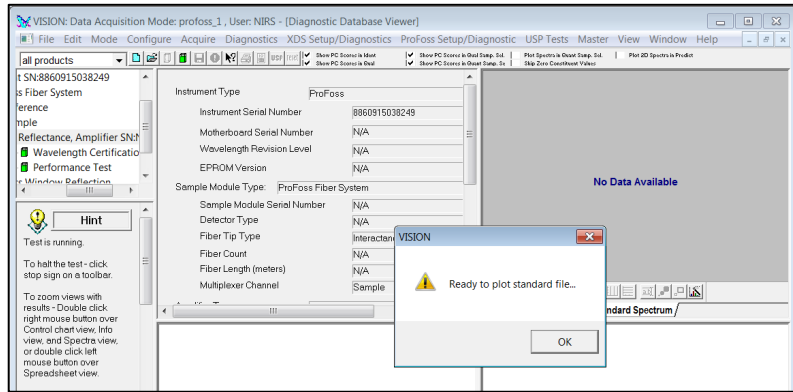 VISION: Data Acquisition Mode: profoss_1 , User: NIRS - [Diagnostic Database Viewer]
File Edit Mode Configure Acquire Diagnostics XDS Setup/Diagnostics ProFoss Setup/Diagnostic USP Tests Master View Window Help
all products
Show PC Scores in Ident
Show PC Scores in Qual
Show PC Scores in Qual Samp. Sel.
Show PC Scores in Quant Samp. Se
Plot Spectra in Quant Samp. Sel.
Skip Zero Constituent Values
Plot 2D Spectra in Predict
t SN:8860915038249
ss Fiber System
ference
mple
Reflectance, Amplifier SN:N
Wavelength Certificatio
Performance Test
Window Reflection
Hint
Test is running.
To halt the test - click
stop sign on a toolbar.
To zoom views with
results - Double click
right mouse button over
Control chart view, Info
view, and Spectra view,
or double click left
mouse button over
Spreadsheet view.
Instrument Type ProFoss
Instrument Serial Number 8860915038249
Motherboard Serial Number N/A
Wavelength Revision Level N/A
EPROM Version N/A
Sample Module Type: ProFoss Fiber System
Sample Module Serial Number N/A
Detector Type N/A
Fiber Tip Type Interactan
Fiber Count N/A
Fiber Length (meters) N/A
Multiplexer Channel Sample
No Data Available
ndard Spectrum
VISION
Ready to plot standard file...
OK